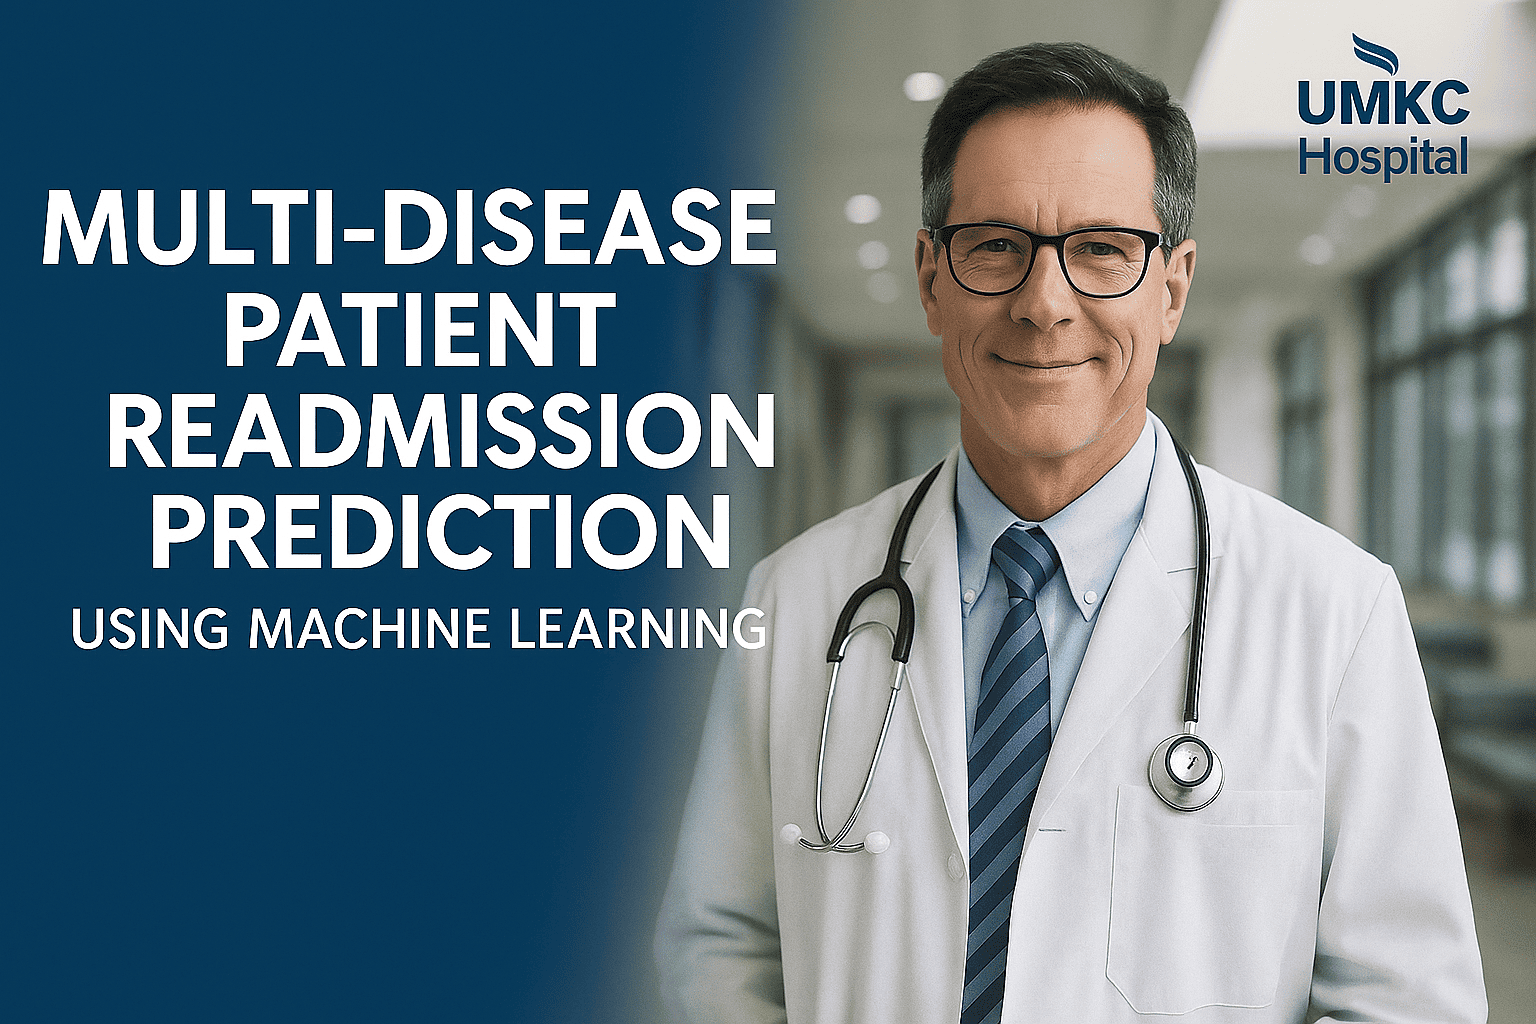 MULTI-DISEASE
PATIENT
READMISSION
PREDICTION
USING MACHINE LEARNING
UMKC
Hospital